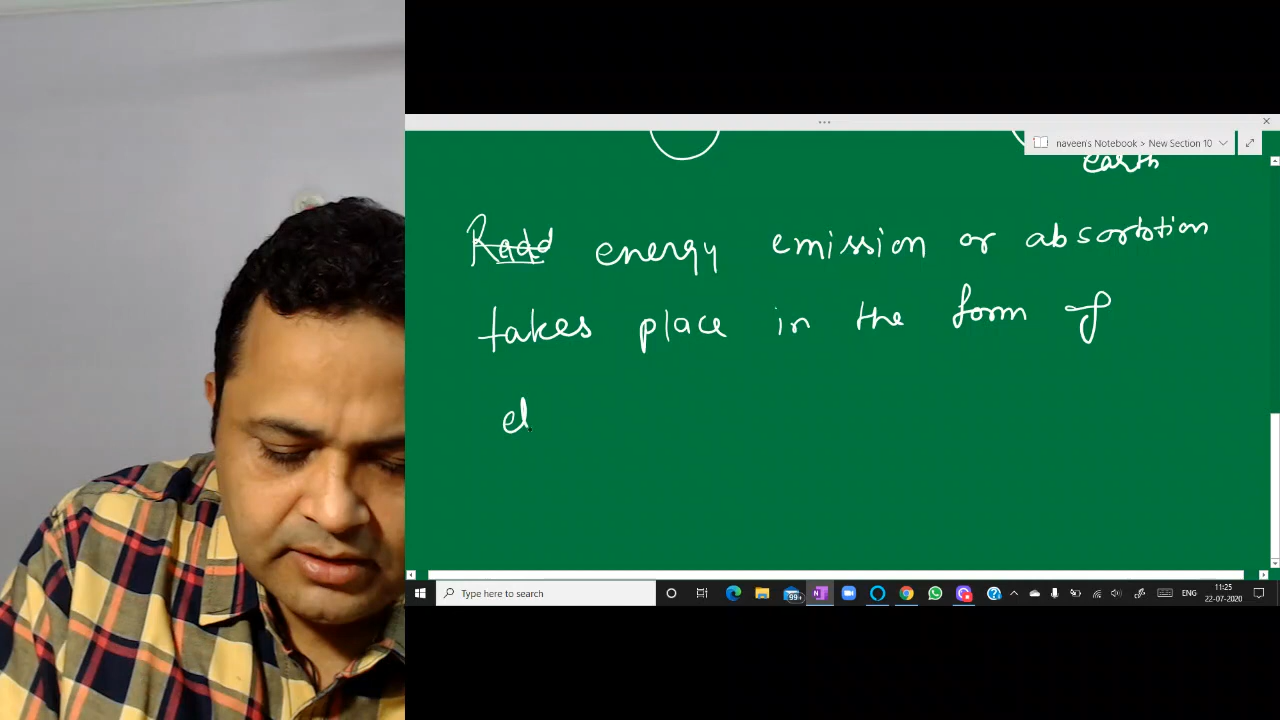 naveen's Notebook > New Section 10
earth
Radd energy emission or absorbtion
takes place in the form of
el
Type here to search
99+
ENG
11:25
22-07-2020